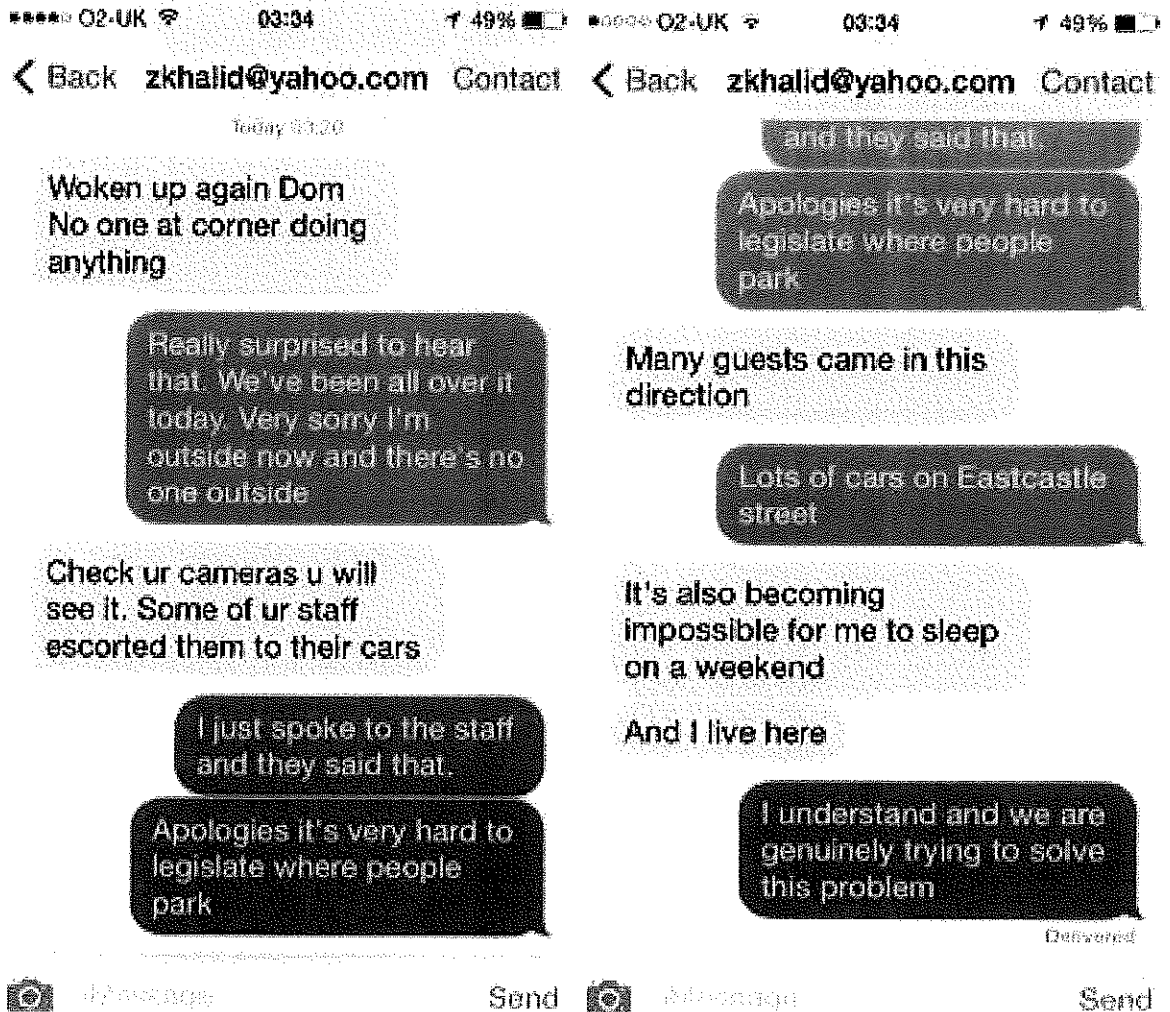 O2-UK 03:34 49%
Back zkhalid@yahoo.com Contact
Today 03:20
Woken up again Dom
No one at corner doing
anything
Really surprised to hear
that. We've been all over it
today. Very sorry I'm
outside now and there's no
one outside
Check ur cameras u will
see it. Some of ur staff
escorted them to their cars
I just spoke to the staff
and they said that.
Apologies it's very hard to
legislate where people
park
iMessage Send
O2-UK 03:34 49%
Back zkhalid@yahoo.com Contact
and they said that.
Apologies it's very hard to
legislate where people
park
Many guests came in this
direction
Lots of cars on Eastcastle
street
It's also becoming
impossible for me to sleep
on a weekend
And I live here
I understand and we are
genuinely trying to solve
this problem
Delivered
iMessage Send